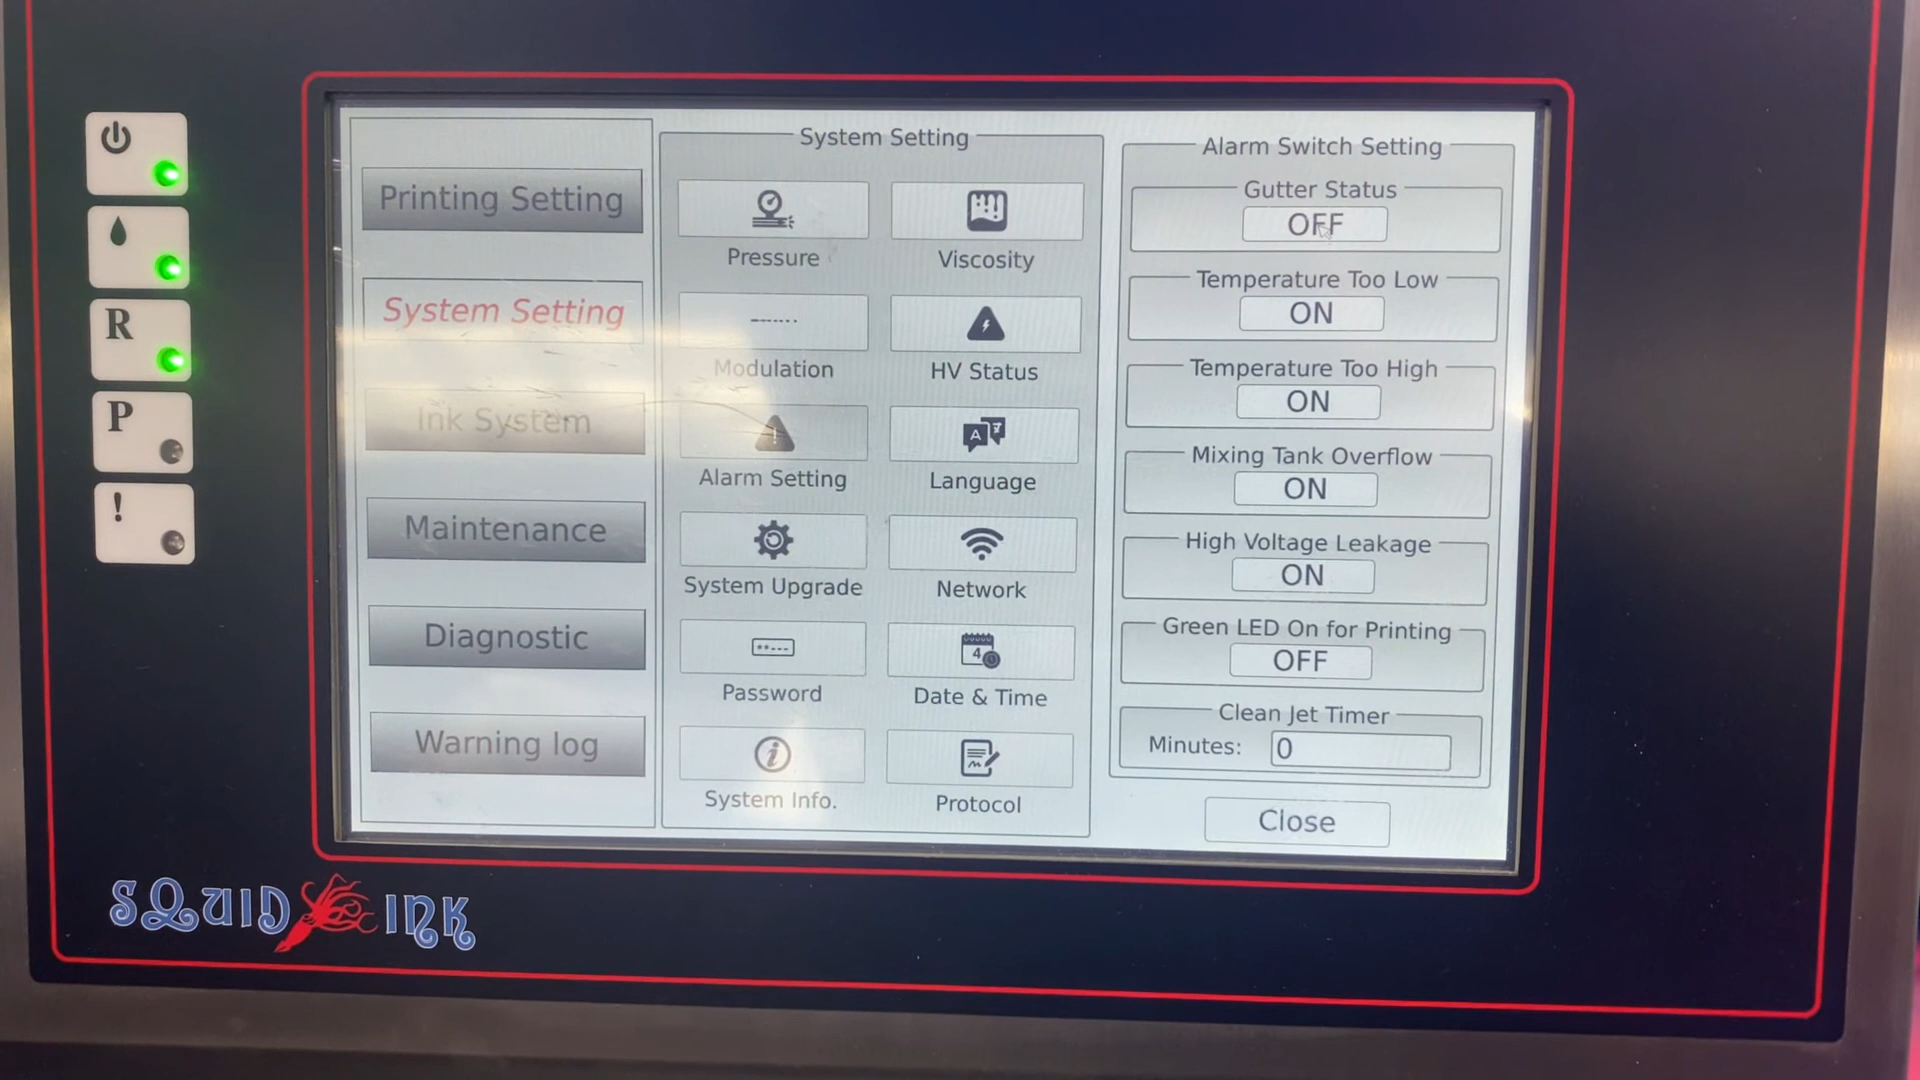 R
P
!
Printing Setting
System Setting
Ink System
Maintenance
Diagnostic
Warning log
System Setting
Pressure
Viscosity
Modulation
HV Status
Alarm Setting
Language
System Upgrade
Network
Password
Date & Time
System Info.
Protocol
Alarm Switch Setting
Gutter Status
OFF
Temperature Too Low
ON
Temperature Too High
ON
Mixing Tank Overflow
ON
High Voltage Leakage
ON
Green LED On for Printing
OFF
Clean Jet Timer
Minutes: 0
Close
SQUID INK